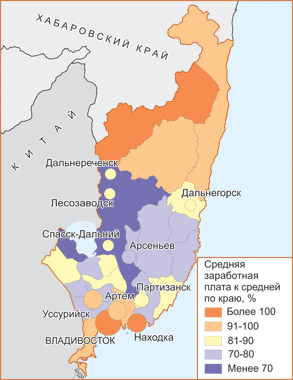 ХАБАРОВСКИЙ КРАЙ
КИТАЙ
Дальнереченск
Лесозаводск
Дальнегорск
Спасск-Дальний
Арсеньев
Партизанск
Артем
Уссурийск
ВЛАДИВОСТОК
Находка
Средняя
заработная
плата к средней
по краю, %
Более 100
91-100
81-90
70-80
Менее 70